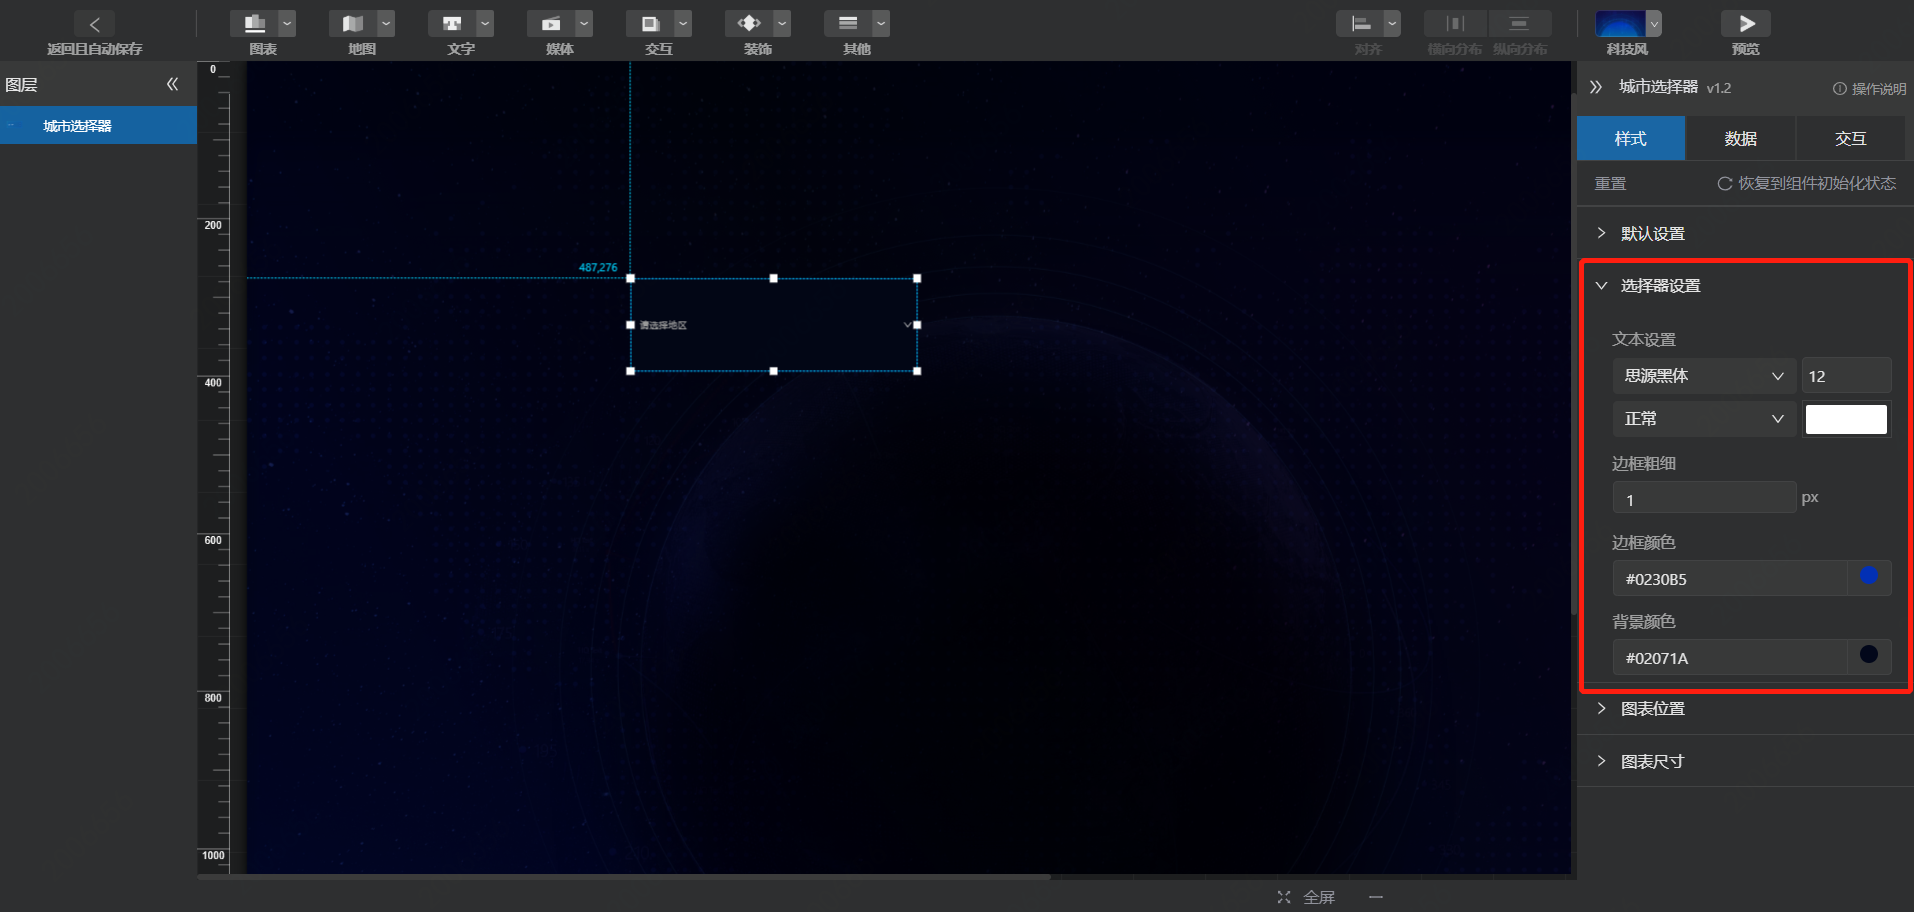 返回且自动保存
图表
地图
文字
媒体
交互
装饰
其他
对齐
横向分布
纵向分布
科技风
预览
图层
城市选择器
0
200
400
600
800
1000
487,276
请选择地区
城市选择器 v1.2
操作说明
样式
数据
交互
重置
恢复到组件初始化状态
默认设置
选择器设置
文本设置
思源黑体
12
正常
边框粗细
1 px
边框颜色
#0230B5
背景颜色
#02071A
图表位置
图表尺寸
全屏